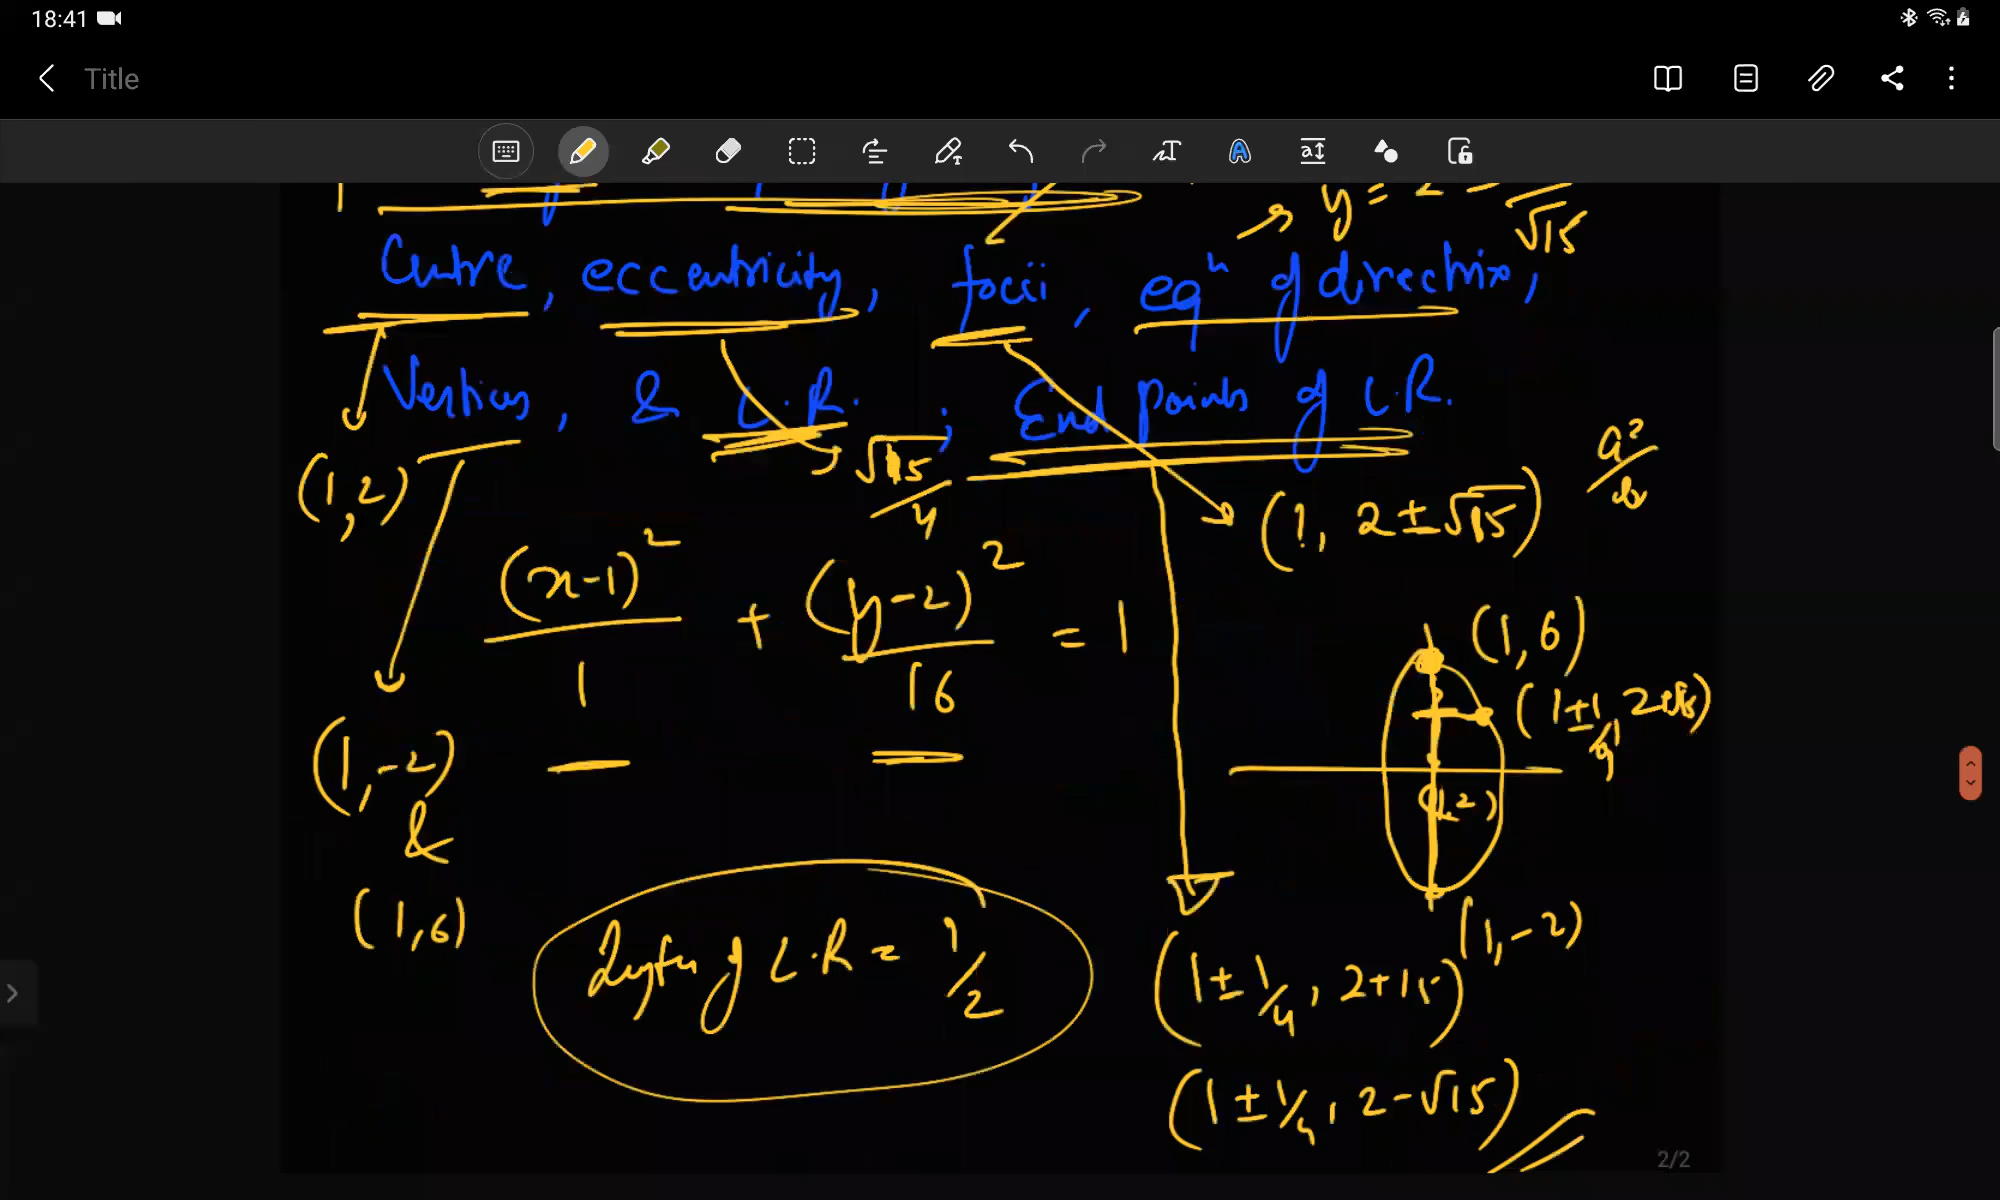 18:41
Title
y = 2
√15
Centre, eccentricity, focii, eqⁿ of directrix,
Vertices, & L.R. ; End points of L.R.
(1,2)
√15/4
(1, 2±√15)
a²/
(x-1)²/1 + (y-2)²/16 = 1
(1,6)
(1±1/4, 2+√15)
(1,2)
(1,-2)
&
(1,6)
(1,-2)
Length of L.R = 1/2
(1±1/4, 2+15)
(1±1/4, 2-√15)
2/2